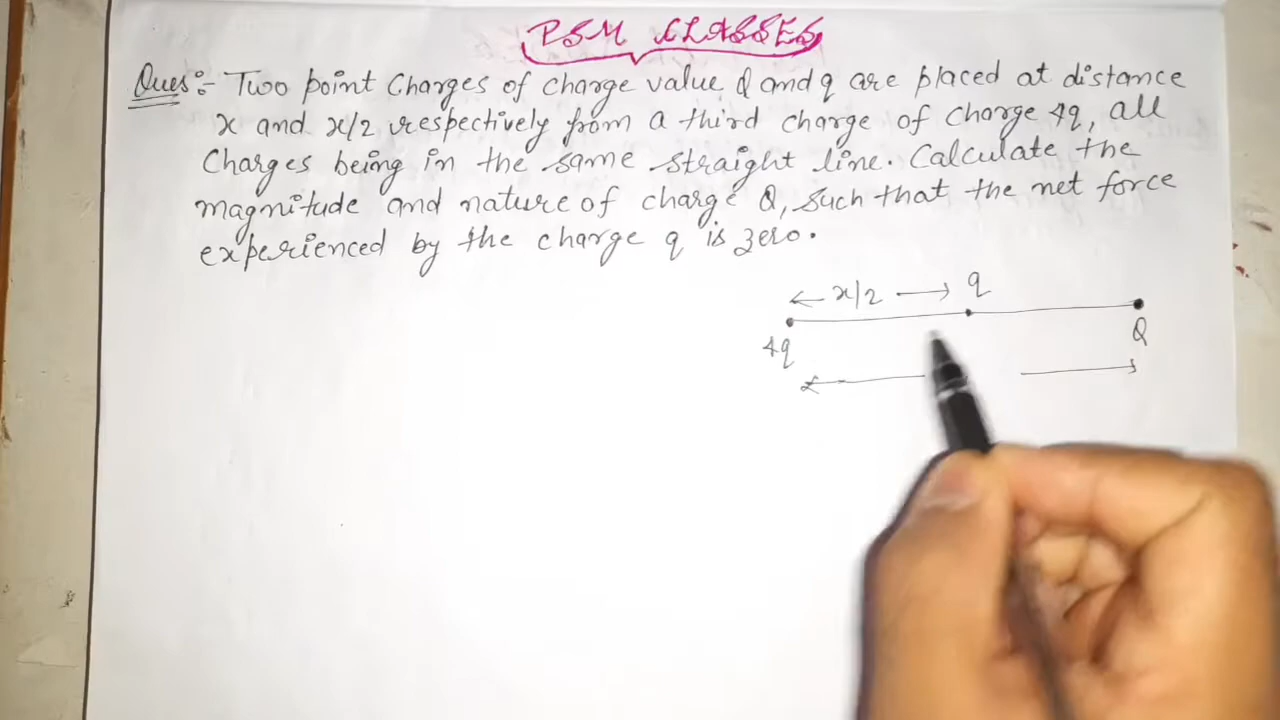 PSM CLASSES
Ques:- Two point charges of charge value Q and q are placed at distance
x and x/2 respectively from a third charge of charge 4q, all
charges being in the same straight line. Calculate the
magnitude and nature of charge Q, such that the net force
experienced by the charge q is zero.
x/2 q
4q Q